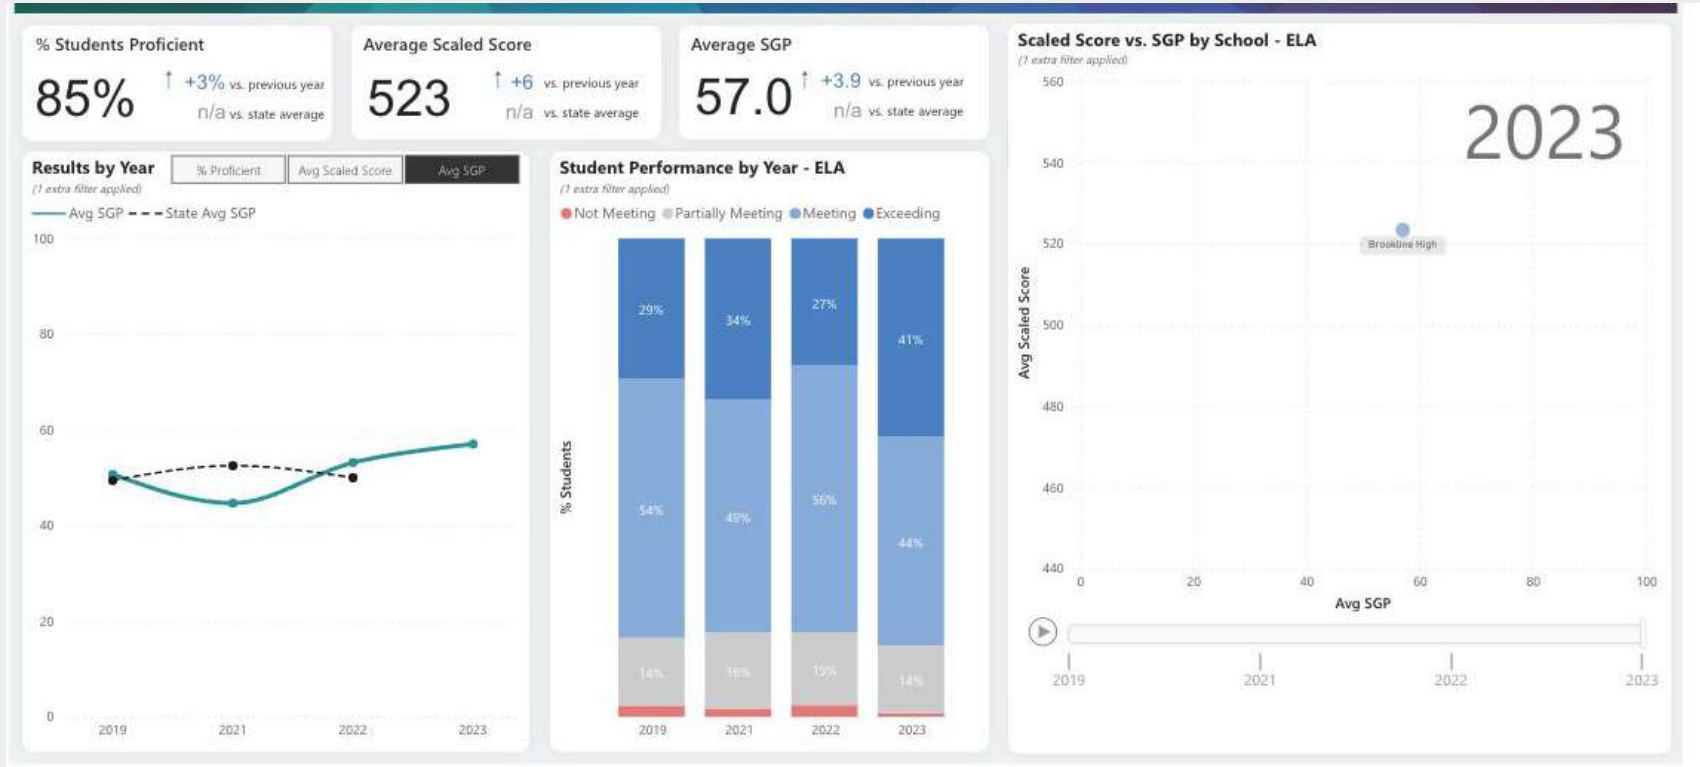 % Students Proficient
85%
↑ +3% vs. previous year
n/a vs. state average
Average Scaled Score
523
↑ +6 vs. previous year
n/a vs. state average
Average SGP
57.0
↑ +3.9 vs. previous year
n/a vs. state average
Results by Year
% Proficient
Avg Scaled Score
Avg SGP
(1 extra filter applied)
Avg SGP
State Avg SGP
100
80
60
40
20
0
2019
2021
2022
2023
Student Performance by Year - ELA
(1 extra filter applied)
Not Meeting
Partially Meeting
Meeting
Exceeding
% Students
29%
34%
27%
41%
54%
49%
56%
44%
14%
16%
15%
14%
2019
2021
2022
2023
Scaled Score vs. SGP by School - ELA
(1 extra filter applied)
2023
Avg Scaled Score
560
540
520
500
480
460
440
Brookline High
0
20
40
60
80
100
Avg SGP
2019
2021
2022
2023